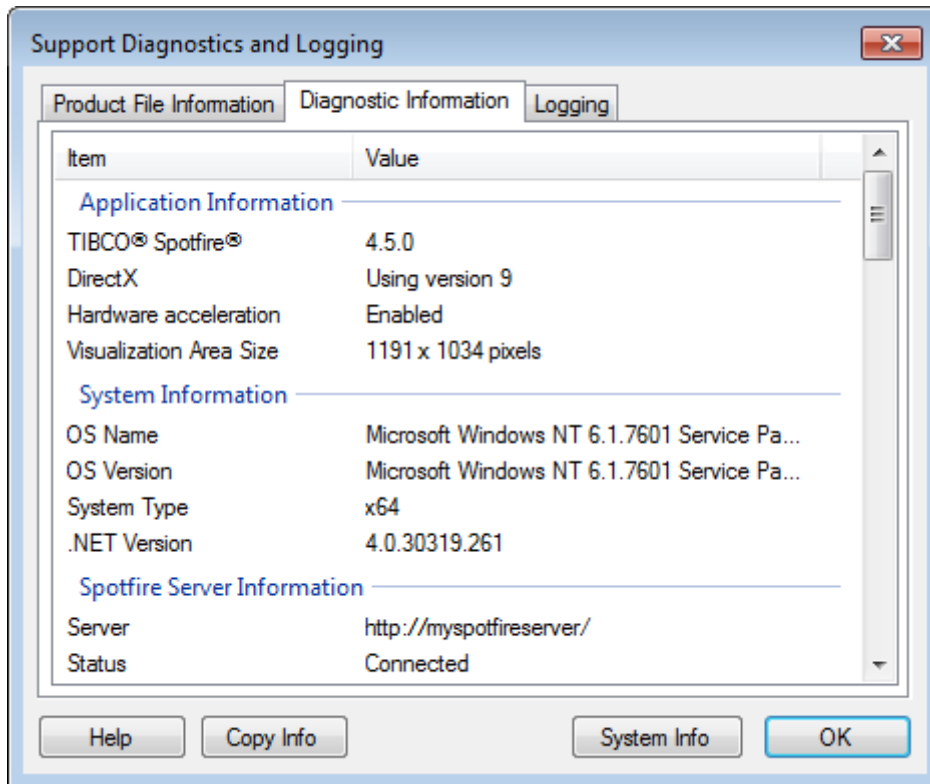 Support Diagnostics and Logging
Product File Information Diagnostic Information Logging
Item Value
Application Information
TIBCO® Spotfire® 4.5.0
DirectX Using version 9
Hardware acceleration Enabled
Visualization Area Size 1191 x 1034 pixels
System Information
OS Name Microsoft Windows NT 6.1.7601 Service Pa...
OS Version Microsoft Windows NT 6.1.7601 Service Pa...
System Type x64
.NET Version 4.0.30319.261
Spotfire Server Information
Server http://myspotfireserver/
Status Connected
Help Copy Info System Info OK